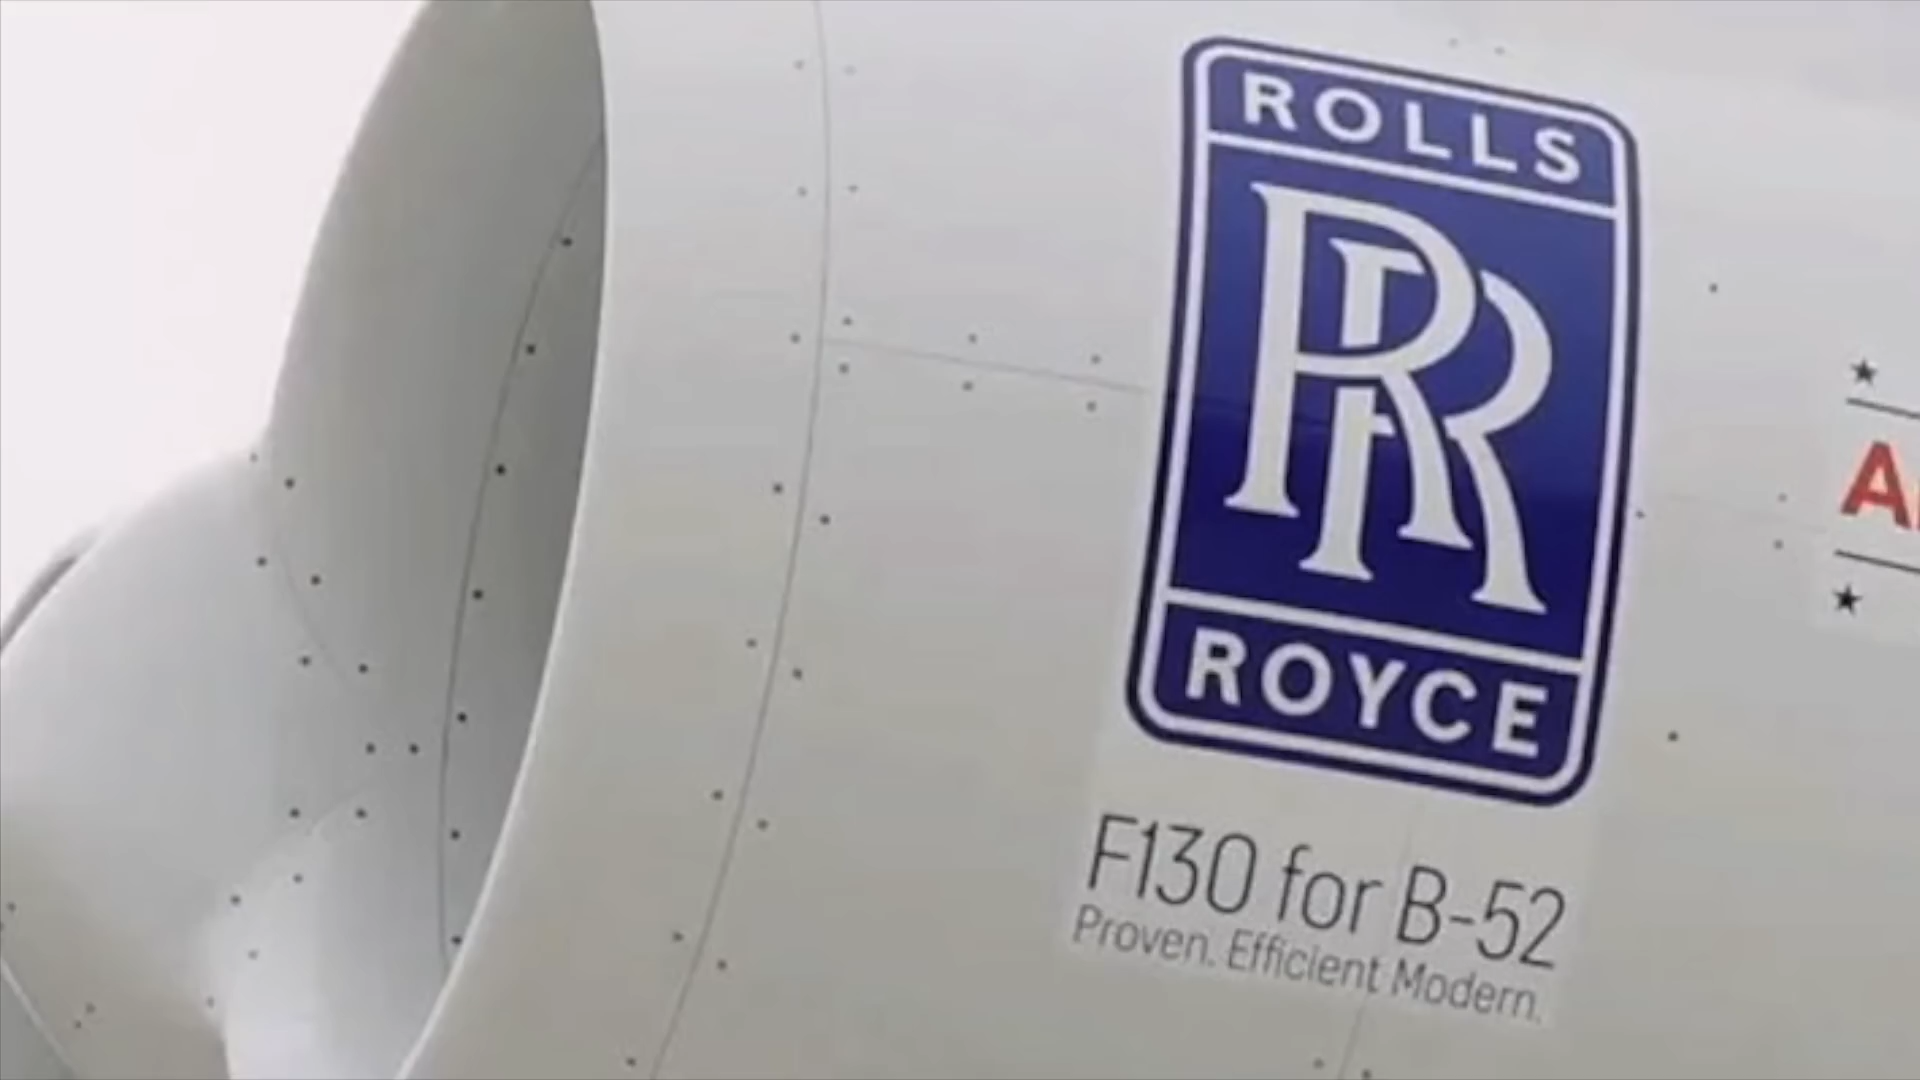 ROLLS
RR
ROYCE
F130 for B-52
Proven. Efficient Modern.